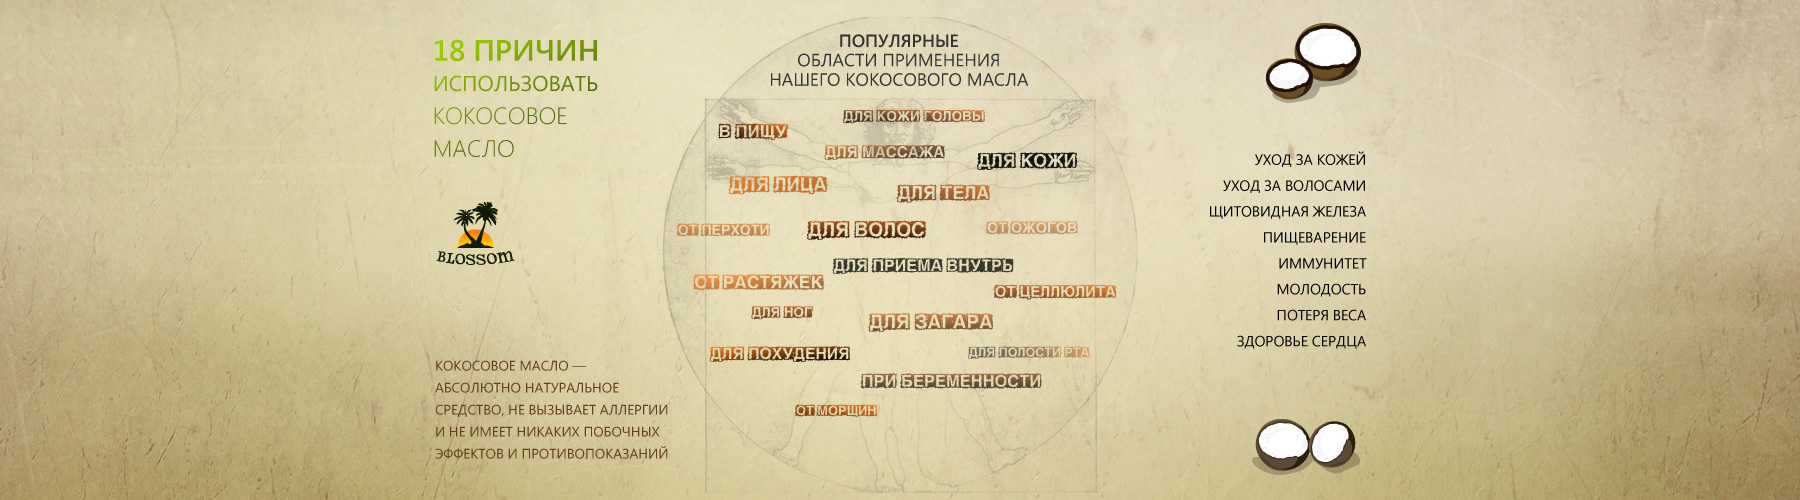 18 ПРИЧИН
ИСПОЛЬЗОВАТЬ
КОКОСОВОЕ
МАСЛО
BLOSSOM
КОКОСОВОЕ МАСЛО —
АБСОЛЮТНО НАТУРАЛЬНОЕ
СРЕДСТВО, НЕ ВЫЗЫВАЕТ АЛЛЕРГИИ
И НЕ ИМЕЕТ НИКАКИХ ПОБОЧНЫХ
ЭФФЕКТОВ И ПРОТИВОПОКАЗАНИЙ
ПОПУЛЯРНЫЕ
ОБЛАСТИ ПРИМЕНЕНИЯ
НАШЕГО КОКОСОВОГО МАСЛА
ДЛЯ КОЖИ ГОЛОВЫ
В ПИЩУ
ДЛЯ МАССАЖА
ДЛЯ КОЖИ
ДЛЯ ЛИЦА
ДЛЯ ТЕЛА
ОТ ПЕРХОТИ
ДЛЯ ВОЛОС
ОТ ОЖОГОВ
ДЛЯ ПРИЕМА ВНУТРЬ
ОТ РАСТЯЖЕК
ОТ ЦЕЛЛЮЛИТА
ДЛЯ НОГ
ДЛЯ ЗАГАРА
ДЛЯ ПОХУДЕНИЯ
ДЛЯ ПОЛОСТИ РТА
ПРИ БЕРЕМЕННОСТИ
ОТ МОРЩИН
УХОД ЗА КОЖЕЙ
УХОД ЗА ВОЛОСАМИ
ЩИТОВИДНАЯ ЖЕЛЕЗА
ПИЩЕВАРЕНИЕ
ИММУНИТЕТ
МОЛОДОСТЬ
ПОТЕРЯ ВЕСА
ЗДОРОВЬЕ СЕРДЦА